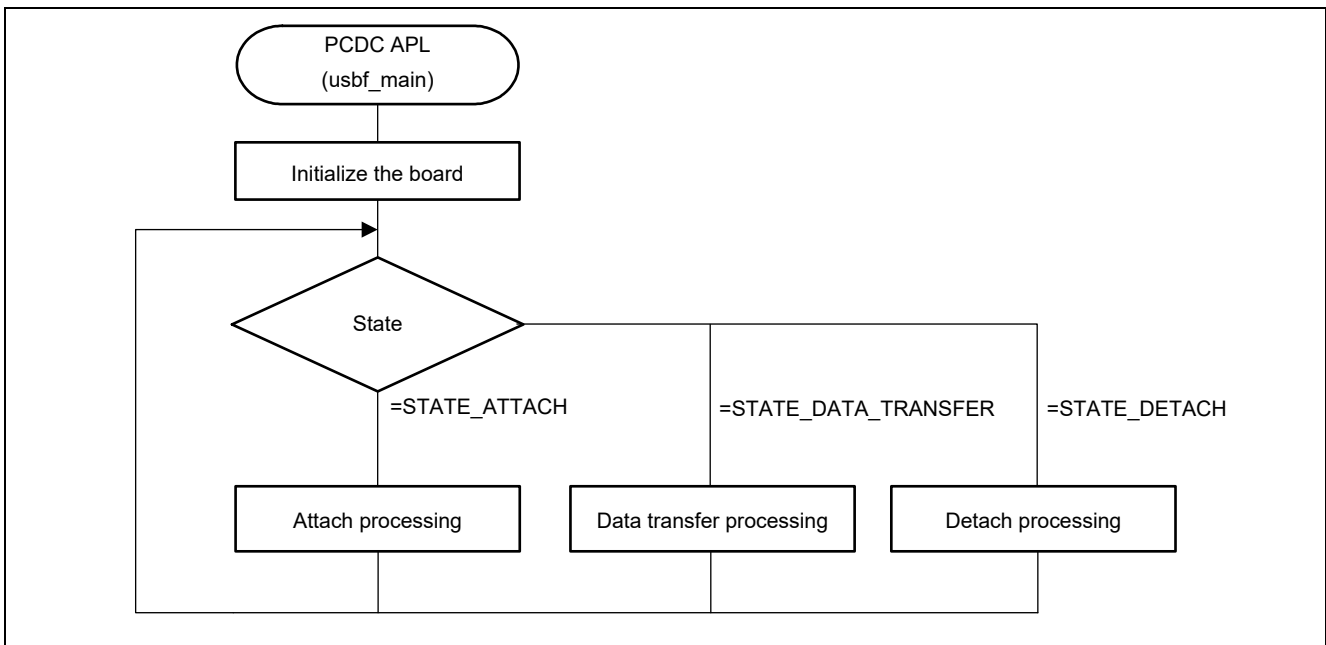 PCDC APL
(usbf_main)
Initialize the board
State
=STATE_ATTACH
=STATE_DATA_TRANSFER
=STATE_DETACH
Attach processing
Data transfer processing
Detach processing